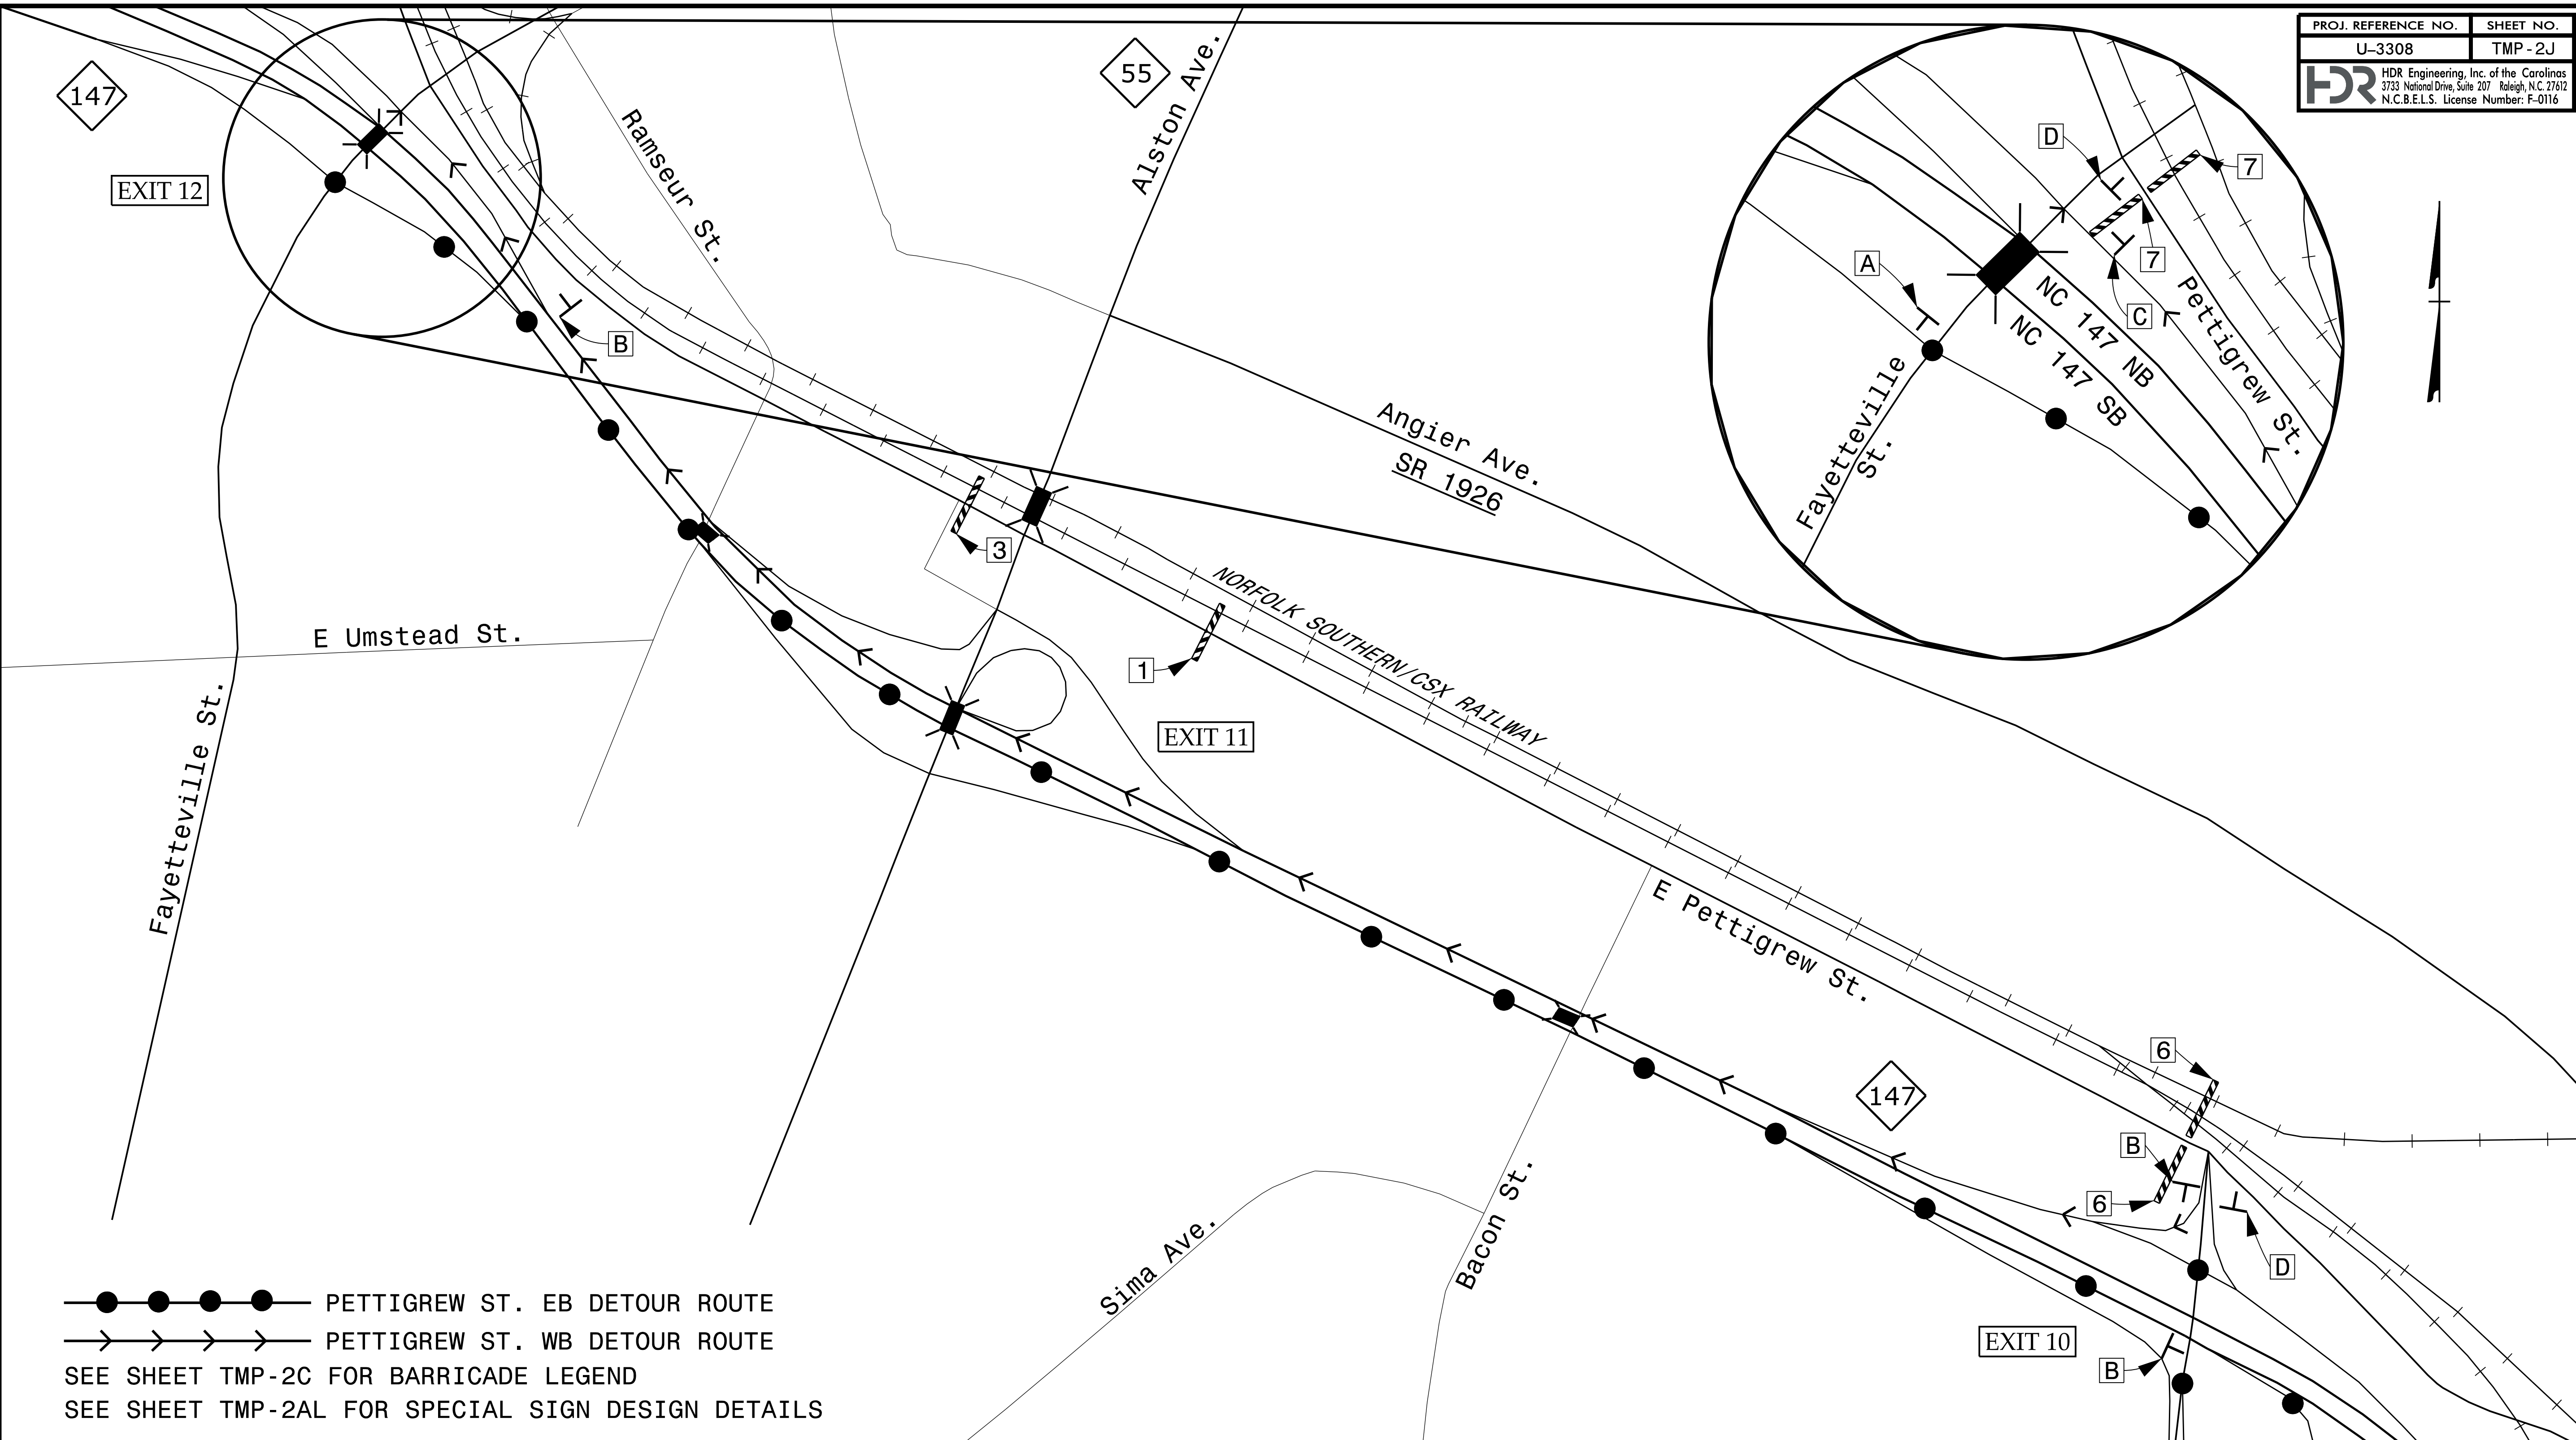 PROJ. REFERENCE NO.
SHEET NO.
U-3308
TMP-2J
HDR
HDR Engineering, Inc. of the Carolinas
3733 National Drive, Suite 207 Raleigh, N.C. 27612
N.C.B.E.L.S. License Number: F-0116
147
EXIT 12
Ramseur St.
55
Alston Ave.
B
Angier Ave.
SR 1926
D
7
7
A
C
NC 147 NB
NC 147 SB
Pettigrew St.
Fayetteville
St.
3
1
NORFOLK SOUTHERN/CSX RAILWAY
E Umstead St.
Fayetteville St.
EXIT 11
E Pettigrew St.
147
6
B
6
D
Sima Ave.
Bacon St.
EXIT 10
B
PETTIGREW ST. EB DETOUR ROUTE
PETTIGREW ST. WB DETOUR ROUTE
SEE SHEET TMP-2C FOR BARRICADE LEGEND
SEE SHEET TMP-2AL FOR SPECIAL SIGN DESIGN DETAILS